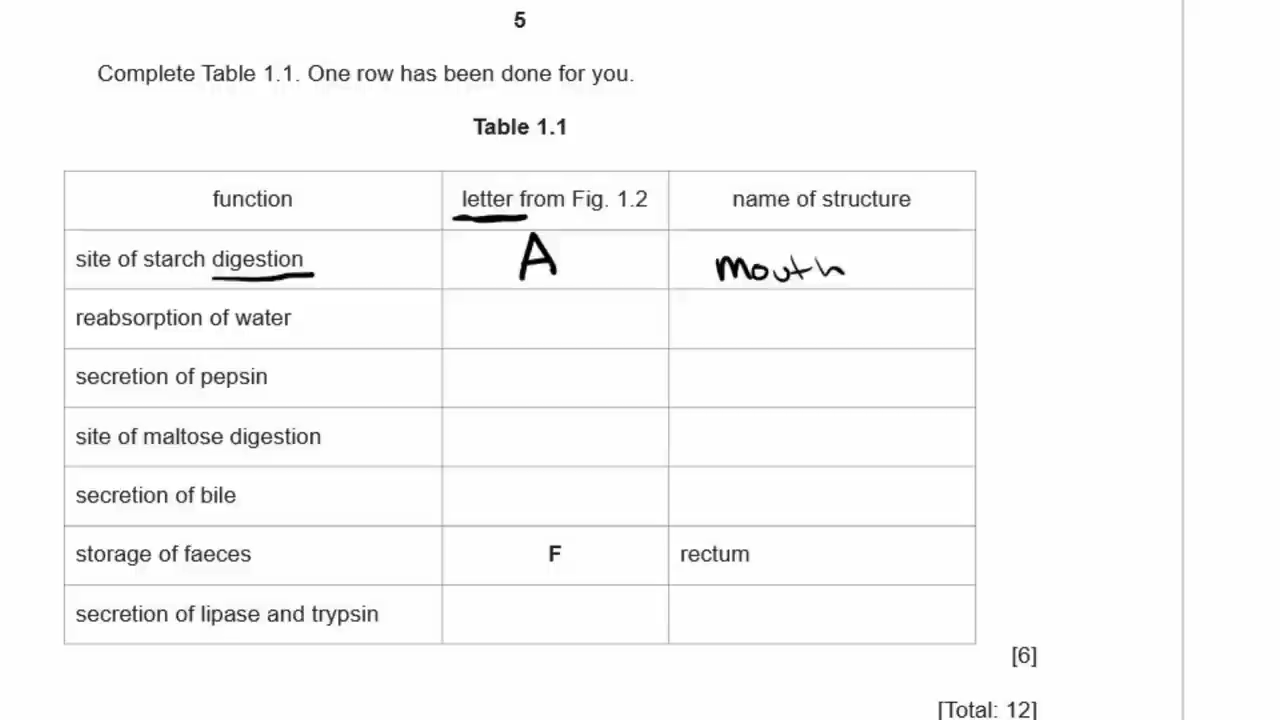 5
Complete Table 1.1. One row has been done for you.
Table 1.1
function letter from Fig. 1.2 name of structure
site of starch digestion A mouth
reabsorption of water
secretion of pepsin
site of maltose digestion
secretion of bile
storage of faeces F rectum
secretion of lipase and trypsin
[6]
[Total: 12]